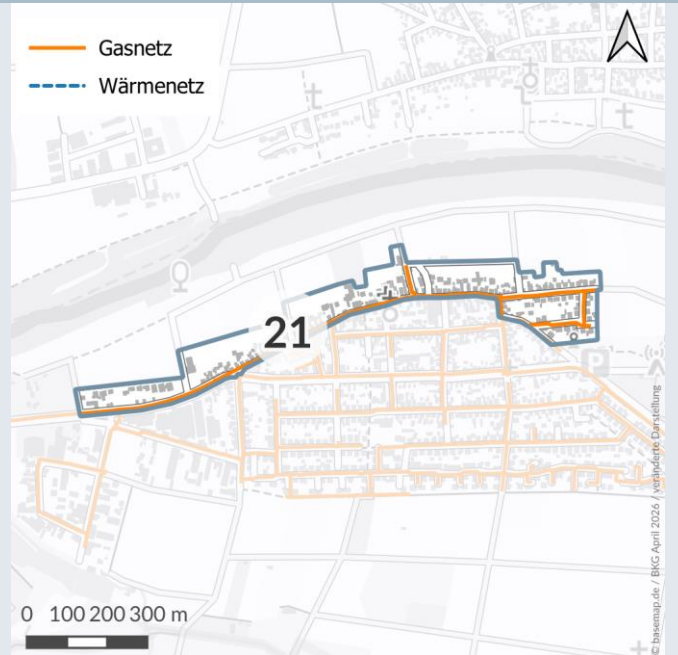 Gasnetz
Wärmenetz
21
0 100 200 300 m
© basemap.de / BKG April 2026 / veränderte Darstellung